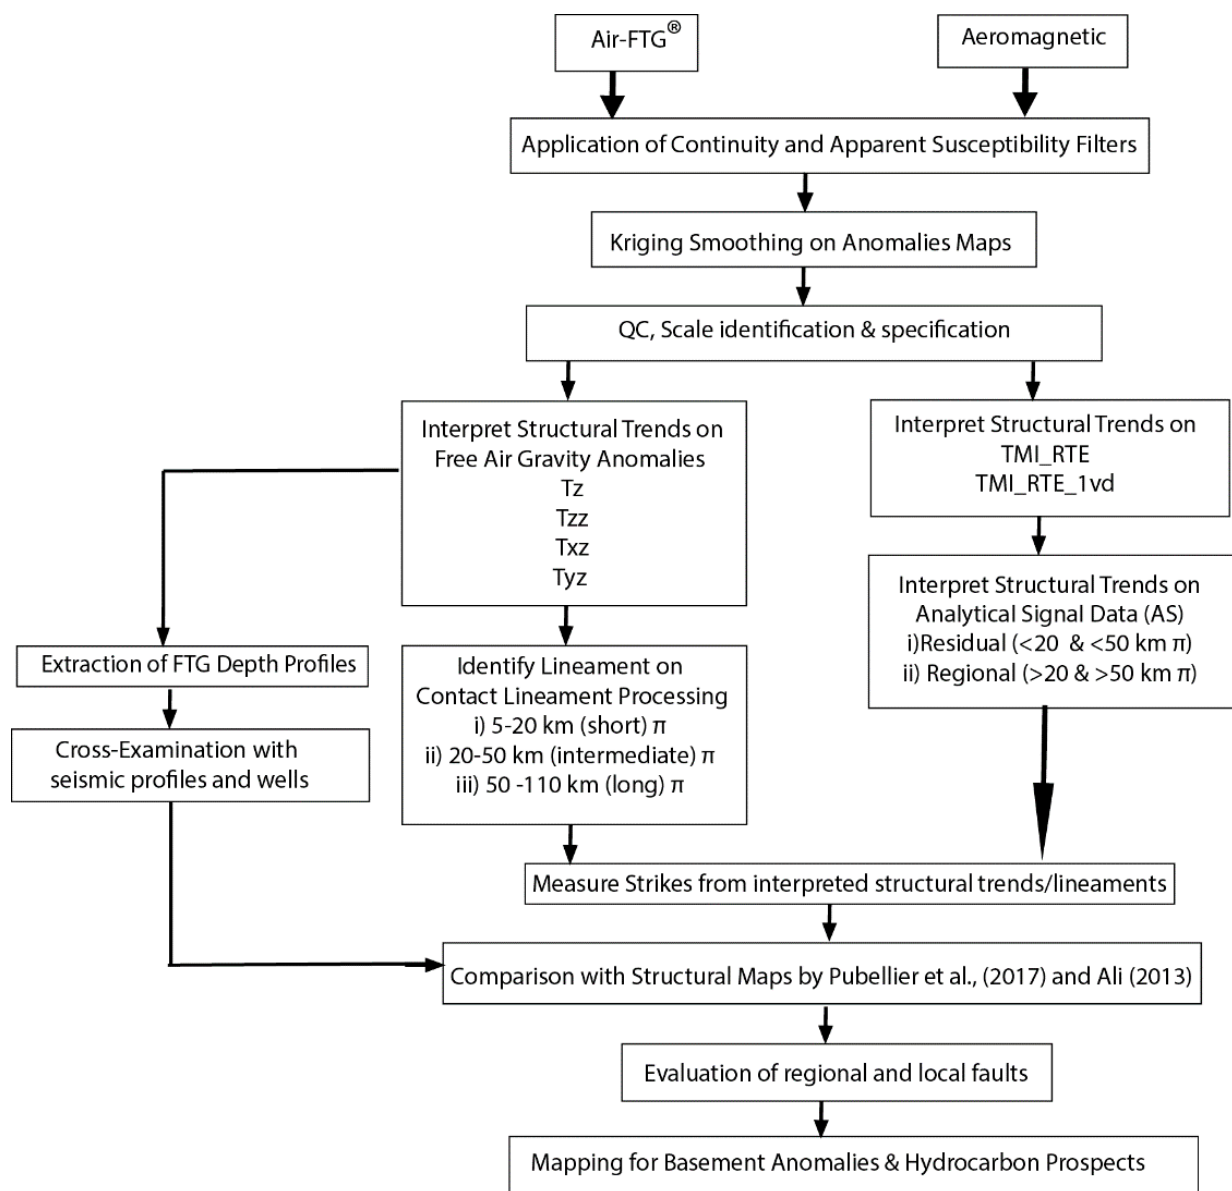 Air-FTG®
Aeromagnetic
Application of Continuity and Apparent Susceptibility Filters
Kriging Smoothing on Anomalies Maps
QC, Scale identification & specification
Interpret Structural Trends on
Free Air Gravity Anomalies
Tz
Tzz
Txz
Tyz
Interpret Structural Trends on
TMI_RTE
TMI_RTE_1vd
Interpret Structural Trends on
Analytical Signal Data (AS)
i)Residual (<20 & <50 km π)
ii) Regional (>20 & >50 km π)
Extraction of FTG Depth Profiles
Identify Lineament on
Contact Lineament Processing
i) 5-20 km (short) π
ii) 20-50 km (intermediate) π
iii) 50 -110 km (long) π
Cross-Examination with
seismic profiles and wells
Measure Strikes from interpreted structural trends/lineaments
Comparison with Structural Maps by Pubellier et al., (2017) and Ali (2013)
Evaluation of regional and local faults
Mapping for Basement Anomalies & Hydrocarbon Prospects